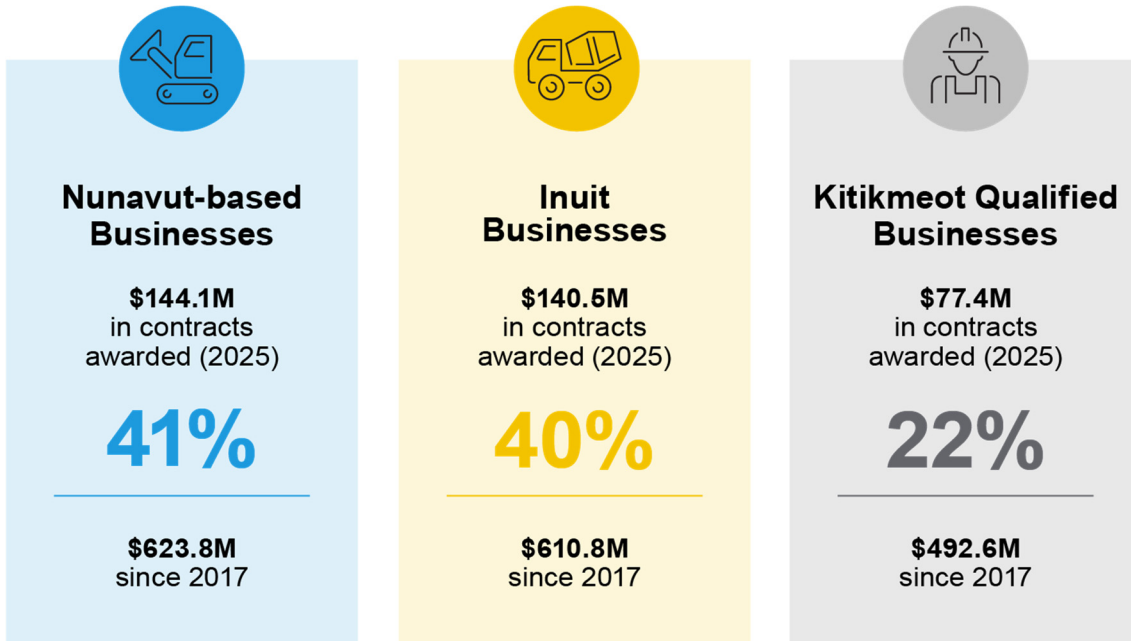 Nunavut-based
Businesses
$144.1M
in contracts
awarded (2025)
41%
$623.8M
since 2017
Inuit
Businesses
$140.5M
in contracts
awarded (2025)
40%
$610.8M
since 2017
Kitikmeot Qualified
Businesses
$77.4M
in contracts
awarded (2025)
22%
$492.6M
since 2017